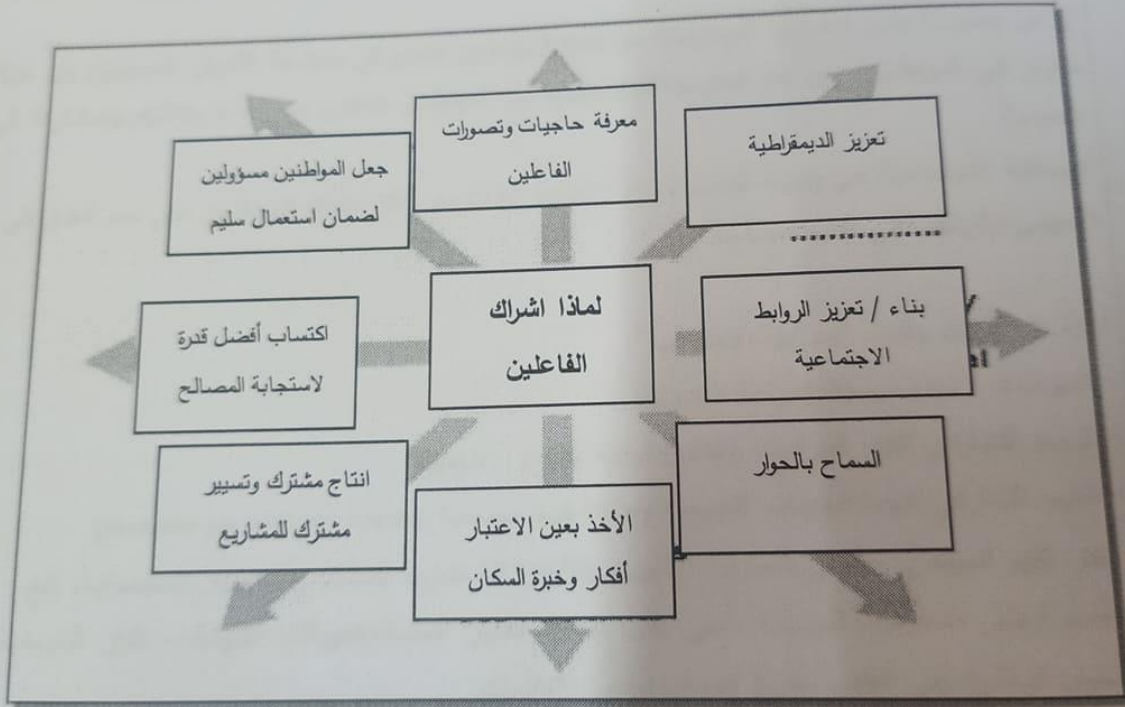 معرفة حاجيات وتصورات
الفاعلين
تعزيز الديمقراطية
جعل المواطنين مسؤولين
لضمان استعمال سليم
لماذا اشراك
الفاعلين
بناء / تعزيز الروابط
الاجتماعية
اكتساب أفضل قدرة
لاستجابة المصالح
السماح بالحوار
انتاج مشترك وتسيير
مشترك للمشاريع
الأخذ بعين الاعتبار
أفكار وخبرة السكان